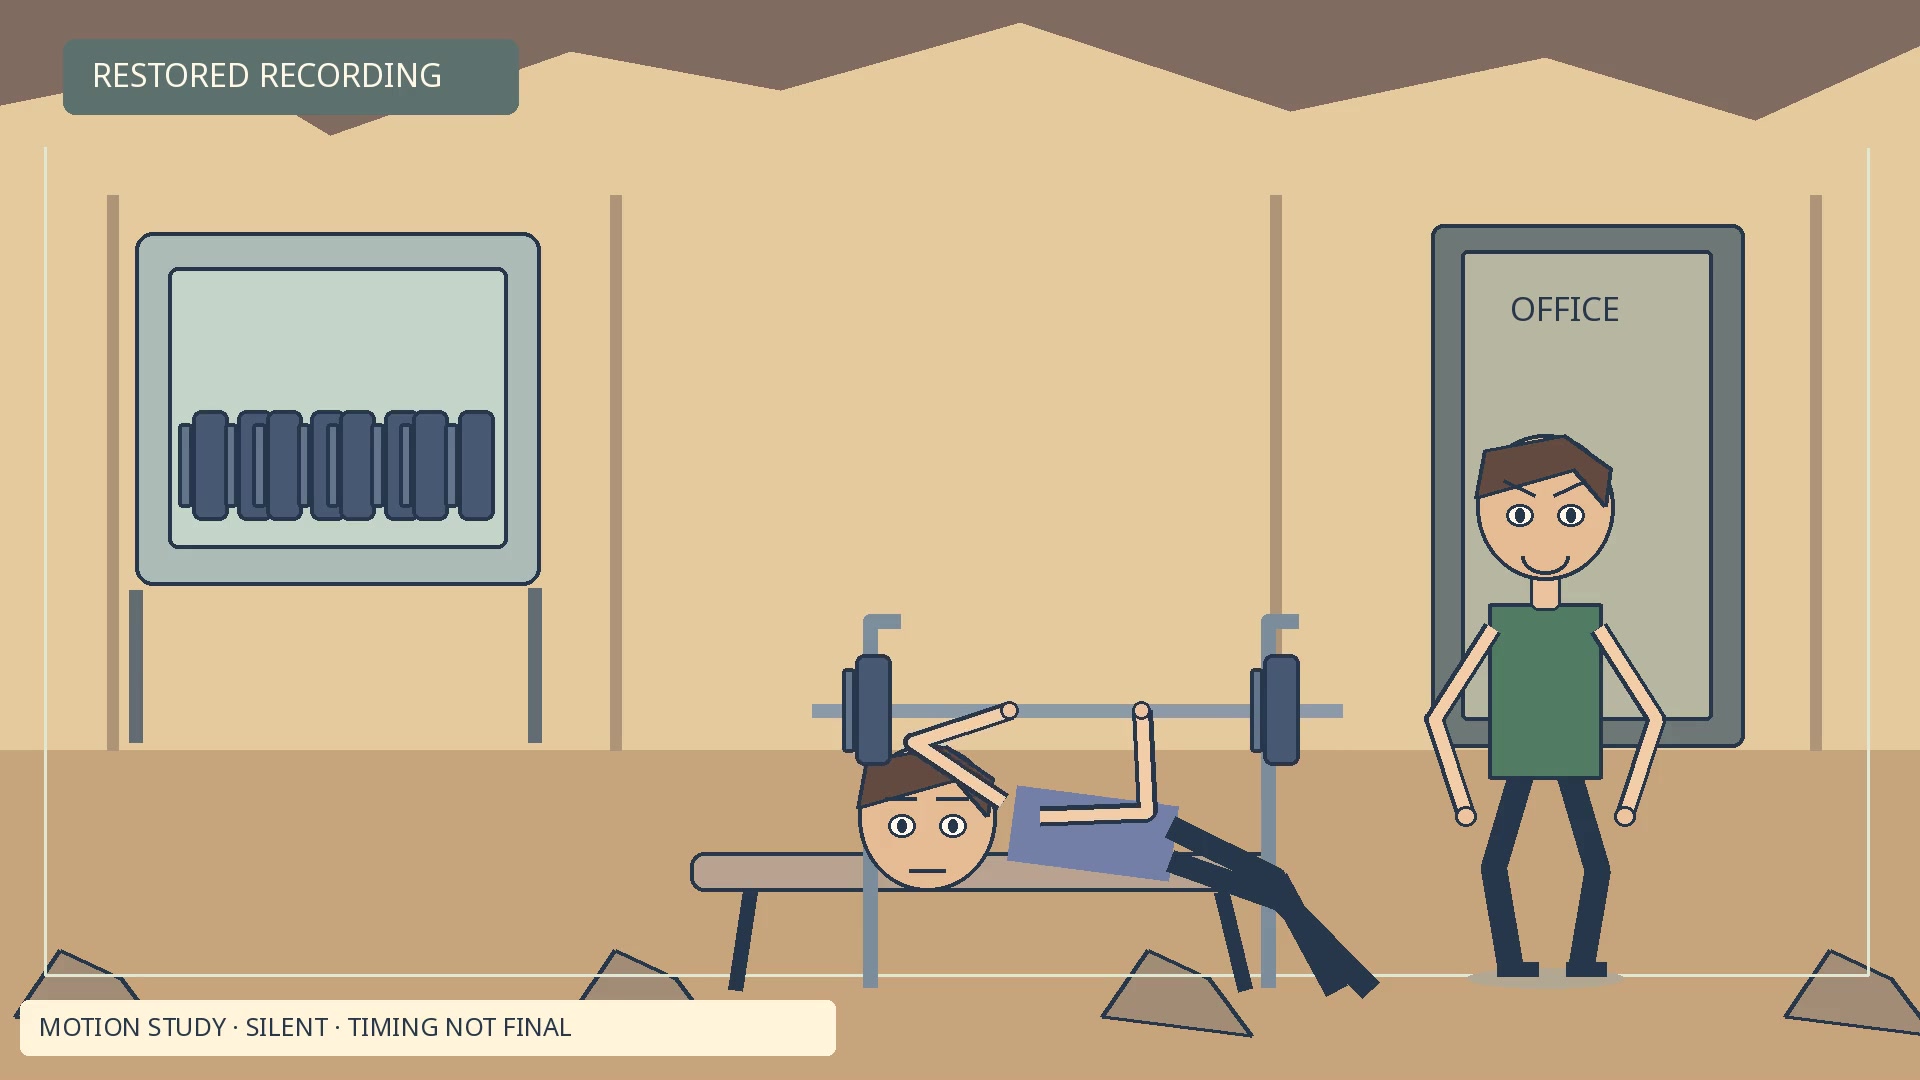 RESTORED RECORDING
OFFICE
MOTION STUDY · SILENT · TIMING NOT FINAL